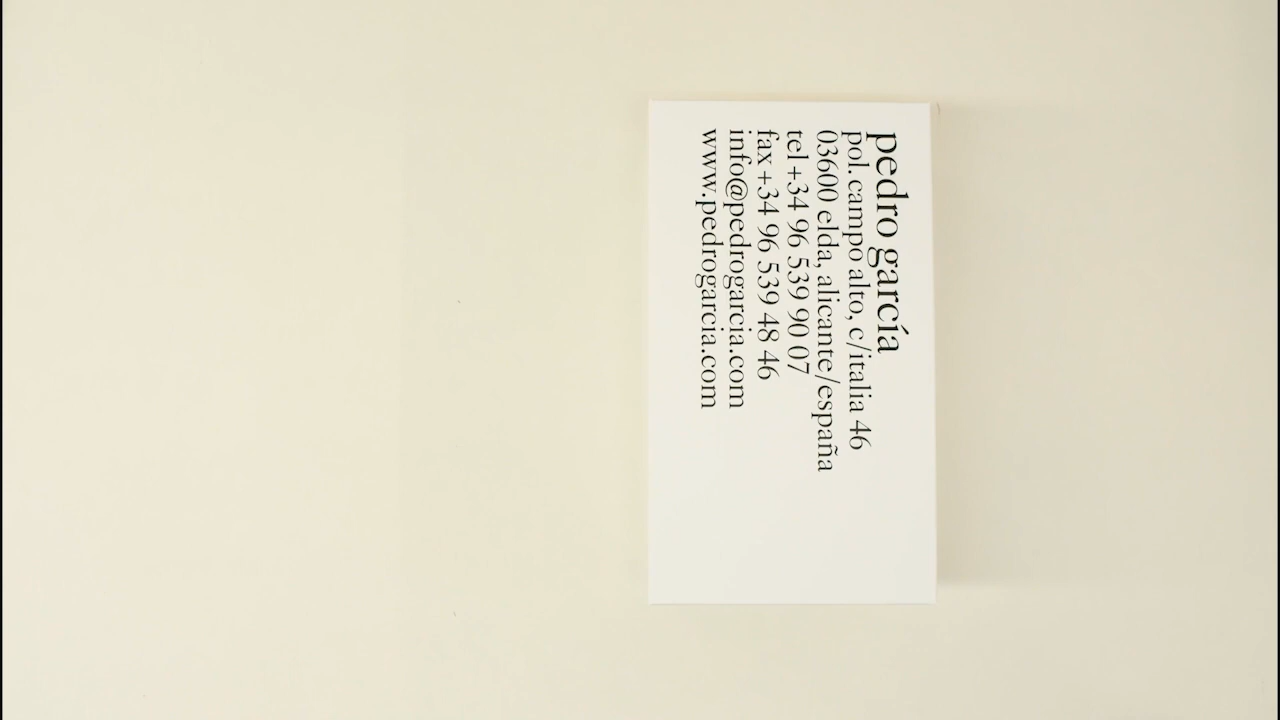 pedro garcía
pol. campo alto, c/italia 46
03600 elda, alicante/españa
tel +34 96 539 90 07
fax +34 96 539 48 46
info@pedrogarcia.com
www.pedrogarcia.com